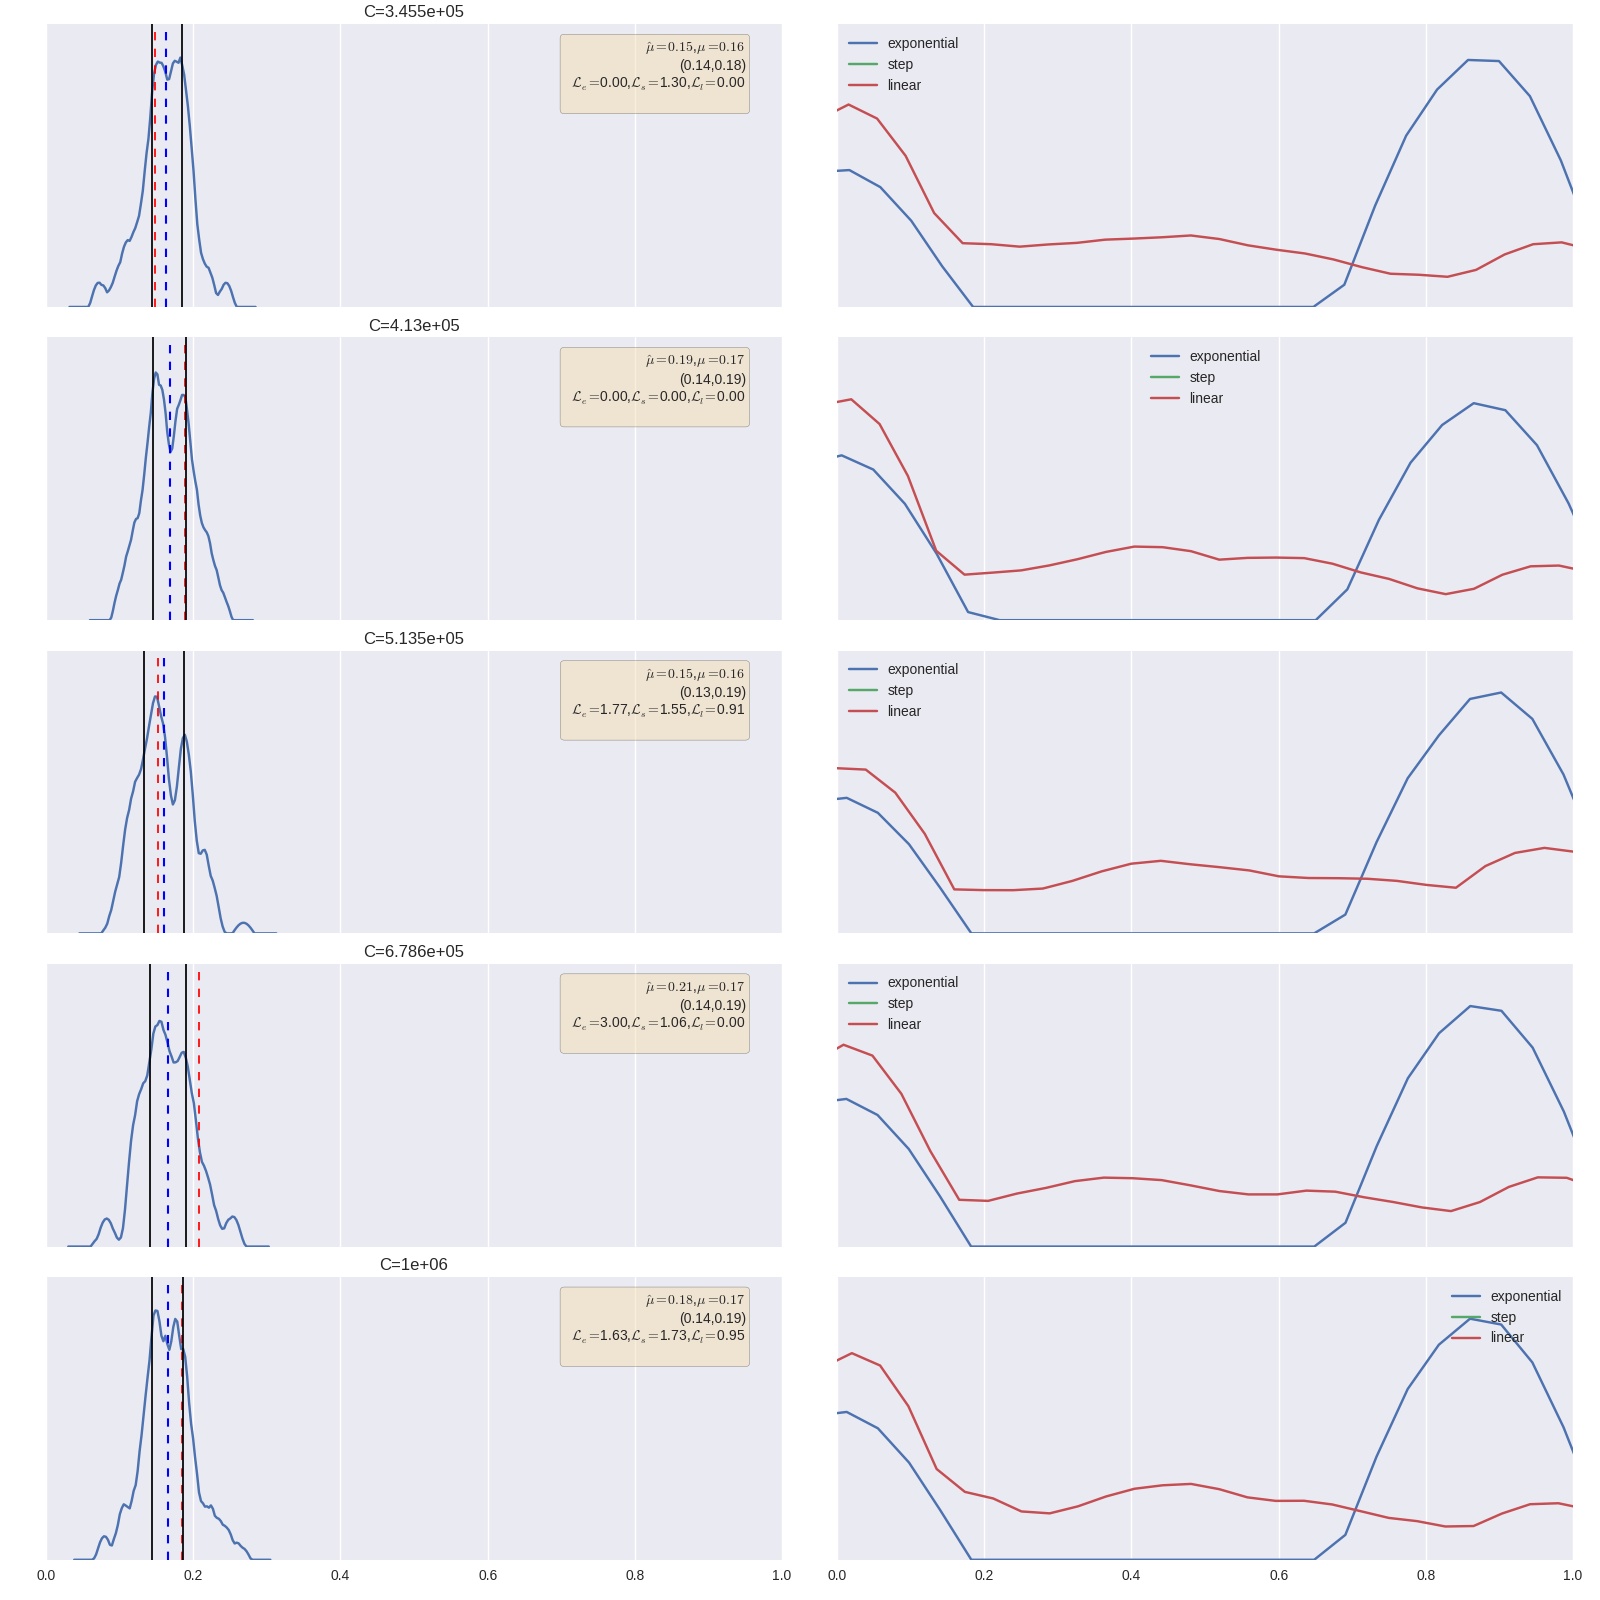 C=3.455e+05
μ̂=0.15,μ=0.16
(0.14,0.18)
ℒₑ=0.00,ℒₛ=1.30,ℒₗ=0.00
exponential
step
linear
C=4.13e+05
μ̂=0.19,μ=0.17
(0.14,0.19)
ℒₑ=0.00,ℒₛ=0.00,ℒₗ=0.00
exponential
step
linear
C=5.135e+05
μ̂=0.15,μ=0.16
(0.13,0.19)
ℒₑ=1.77,ℒₛ=1.55,ℒₗ=0.91
exponential
step
linear
C=6.786e+05
μ̂=0.21,μ=0.17
(0.14,0.19)
ℒₑ=3.00,ℒₛ=1.06,ℒₗ=0.00
exponential
step
linear
C=1e+06
μ̂=0.18,μ=0.17
(0.14,0.19)
ℒₑ=1.63,ℒₛ=1.73,ℒₗ=0.95
exponential
step
linear
0.0 0.2 0.4 0.6 0.8 1.0
0.0 0.2 0.4 0.6 0.8 1.0